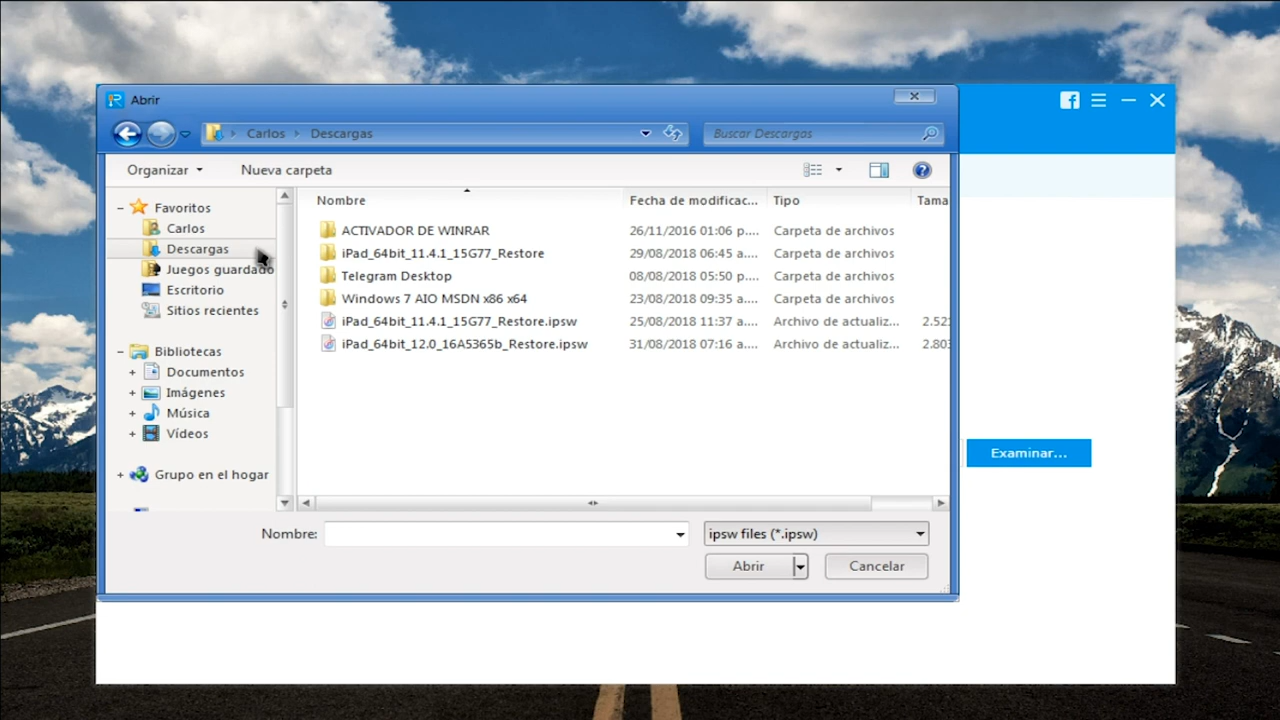 Abrir
Carlos
Descargas
Buscar Descargas
Organizar
Nueva carpeta
Favoritos
Carlos
Descargas
Juegos guardado
Escritorio
Sitios recientes
Bibliotecas
Documentos
Imágenes
Música
Vídeos
Grupo en el hogar
Nombre Fecha de modificac... Tipo Tama
ACTIVADOR DE WINRAR 26/11/2016 01:06 p.... Carpeta de archivos
iPad_64bit_11.4.1_15G77_Restore 29/08/2018 06:45 a.... Carpeta de archivos
Telegram Desktop 08/08/2018 05:50 p.... Carpeta de archivos
Windows 7 AIO MSDN x86 x64 23/08/2018 09:35 a.... Carpeta de archivos
iPad_64bit_11.4.1_15G77_Restore.ipsw 25/08/2018 11:37 a.... Archivo de actualiz... 2.521
iPad_64bit_12.0_16A5365b_Restore.ipsw 31/08/2018 07:16 a.... Archivo de actualiz... 2.803
Examinar...
Nombre:
ipsw files (*.ipsw)
Abrir
Cancelar